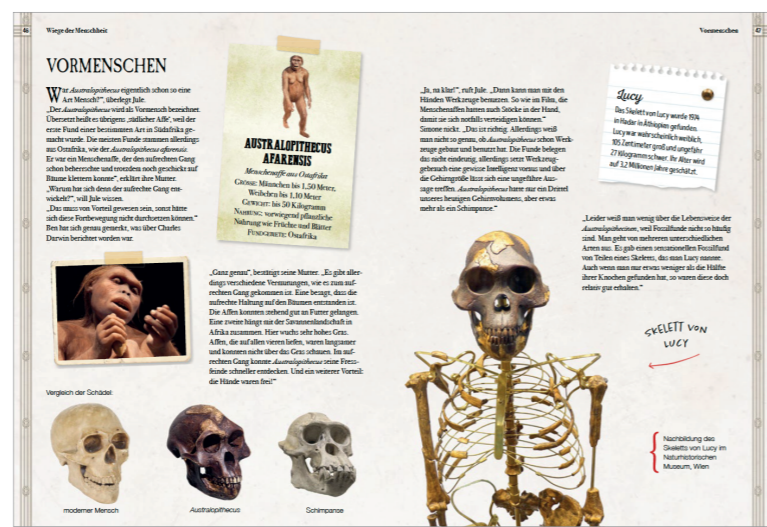 46
Wiege der Menschheit
VORMENSCHEN
War Australopithecus eigentlich schon so eine
Art Mensch?", überlegt Jule.
„Der Australopithecus wird als Vormensch bezeichnet.
Übersetzt heißt es übrigens ‚südlicher Affe', weil der
erste Fund einer bestimmten Art in Südafrika ge-
macht wurde. Die meisten Funde stammen allerdings
aus Ostafrika, wie der Australopithecus afarensis.
Er war ein Menschenaffe, der den aufrechten Gang
schon beherrschte und trotzdem noch geschickt auf
Bäume klettern konnte", erklärt ihre Mutter.
„Warum hat sich denn der aufrechte Gang ent-
wickelt?", will Jule wissen.
„Das muss von Vorteil gewesen sein, sonst hätte
sich diese Fortbewegung nicht durchsetzen können."
Ben hat sich genau gemerkt, was über Charles
Darwin berichtet worden war.
AUSTRALOPITHECUS
AFARENSIS
Menschenaffe aus Ostafrika
GRÖSSE: Männchen bis 1,50 Meter,
Weibchen bis 1,10 Meter
GEWICHT: bis 50 Kilogramm
NAHRUNG: vorwiegend pflanzliche
Nahrung wie Früchte und Blätter
FUNDGEBIETE: Ostafrika
„Ganz genau", bestätigt seine Mutter. „Es gibt aller-
dings verschiedene Vermutungen, wie es zum auf-
rechten Gang gekommen ist. Eine besagt, dass die
aufrechte Haltung auf den Bäumen entstanden ist.
Die Affen konnten stehend gut an Futter gelangen.
Eine zweite hängt mit der Savannenlandschaft in
Afrika zusammen. Hier wuchs sehr hohes Gras.
Affen, die auf allen vieren liefen, waren langsamer
und konnten nicht über das Gras schauen. Im auf-
rechten Gang konnte Australopithecus seine Fress-
feinde schneller entdecken. Und ein weiterer Vorteil:
die Hände waren frei!"
Vergleich der Schädel:
moderner Mensch
Australopithecus
Schimpanse
Vormenschen
47
„Ja, na klar!", ruft Jule. „Dann kann man mit den
Händen Werkzeuge benutzen. So wie im Film, die
Menschenaffen hatten auch Stöcke in der Hand,
damit sie sich notfalls verteidigen können."
Simone nickt. „Das ist richtig. Allerdings weiß
man nicht so genau, ob Australopithecus schon Werk-
zeuge gebaut und benutzt hat. Die Funde belegen
das nicht eindeutig, allerdings setzt Werkzeug-
gebrauch eine gewisse Intelligenz voraus und über
die Gehirngröße lässt sich eine ungefähre Aus-
sage treffen. Australopithecus hatte nur ein Drittel
unseres heutigen Gehirnvolumens, aber etwas
mehr als ein Schimpanse."
Lucy
Das Skelett von Lucy wurde 1974
in Hadar in Äthiopien gefunden.
Lucy war wahrscheinlich weiblich,
105 Zentimeter groß und ungefähr
27 Kilogramm schwer. Ihr Alter wird
auf 3,2 Millionen Jahre geschätzt.
„Leider weiß man wenig über die Lebensweise der
Australopithecinen, weil Fossilfunde nicht so häufig
sind. Man geht von mehreren unterschiedlichen
Arten aus. Es gab einen sensationellen Fossilfund
von Teilen eines Skeletts, das man Lucy nannte.
Auch wenn man nur etwas weniger als die Hälfte
ihrer Knochen gefunden hat, so waren diese doch
relativ gut erhalten."
SKELETT VON
LUCY
Nachbildung des
Skeletts von Lucy im
Naturhistorischen
Museum, Wien